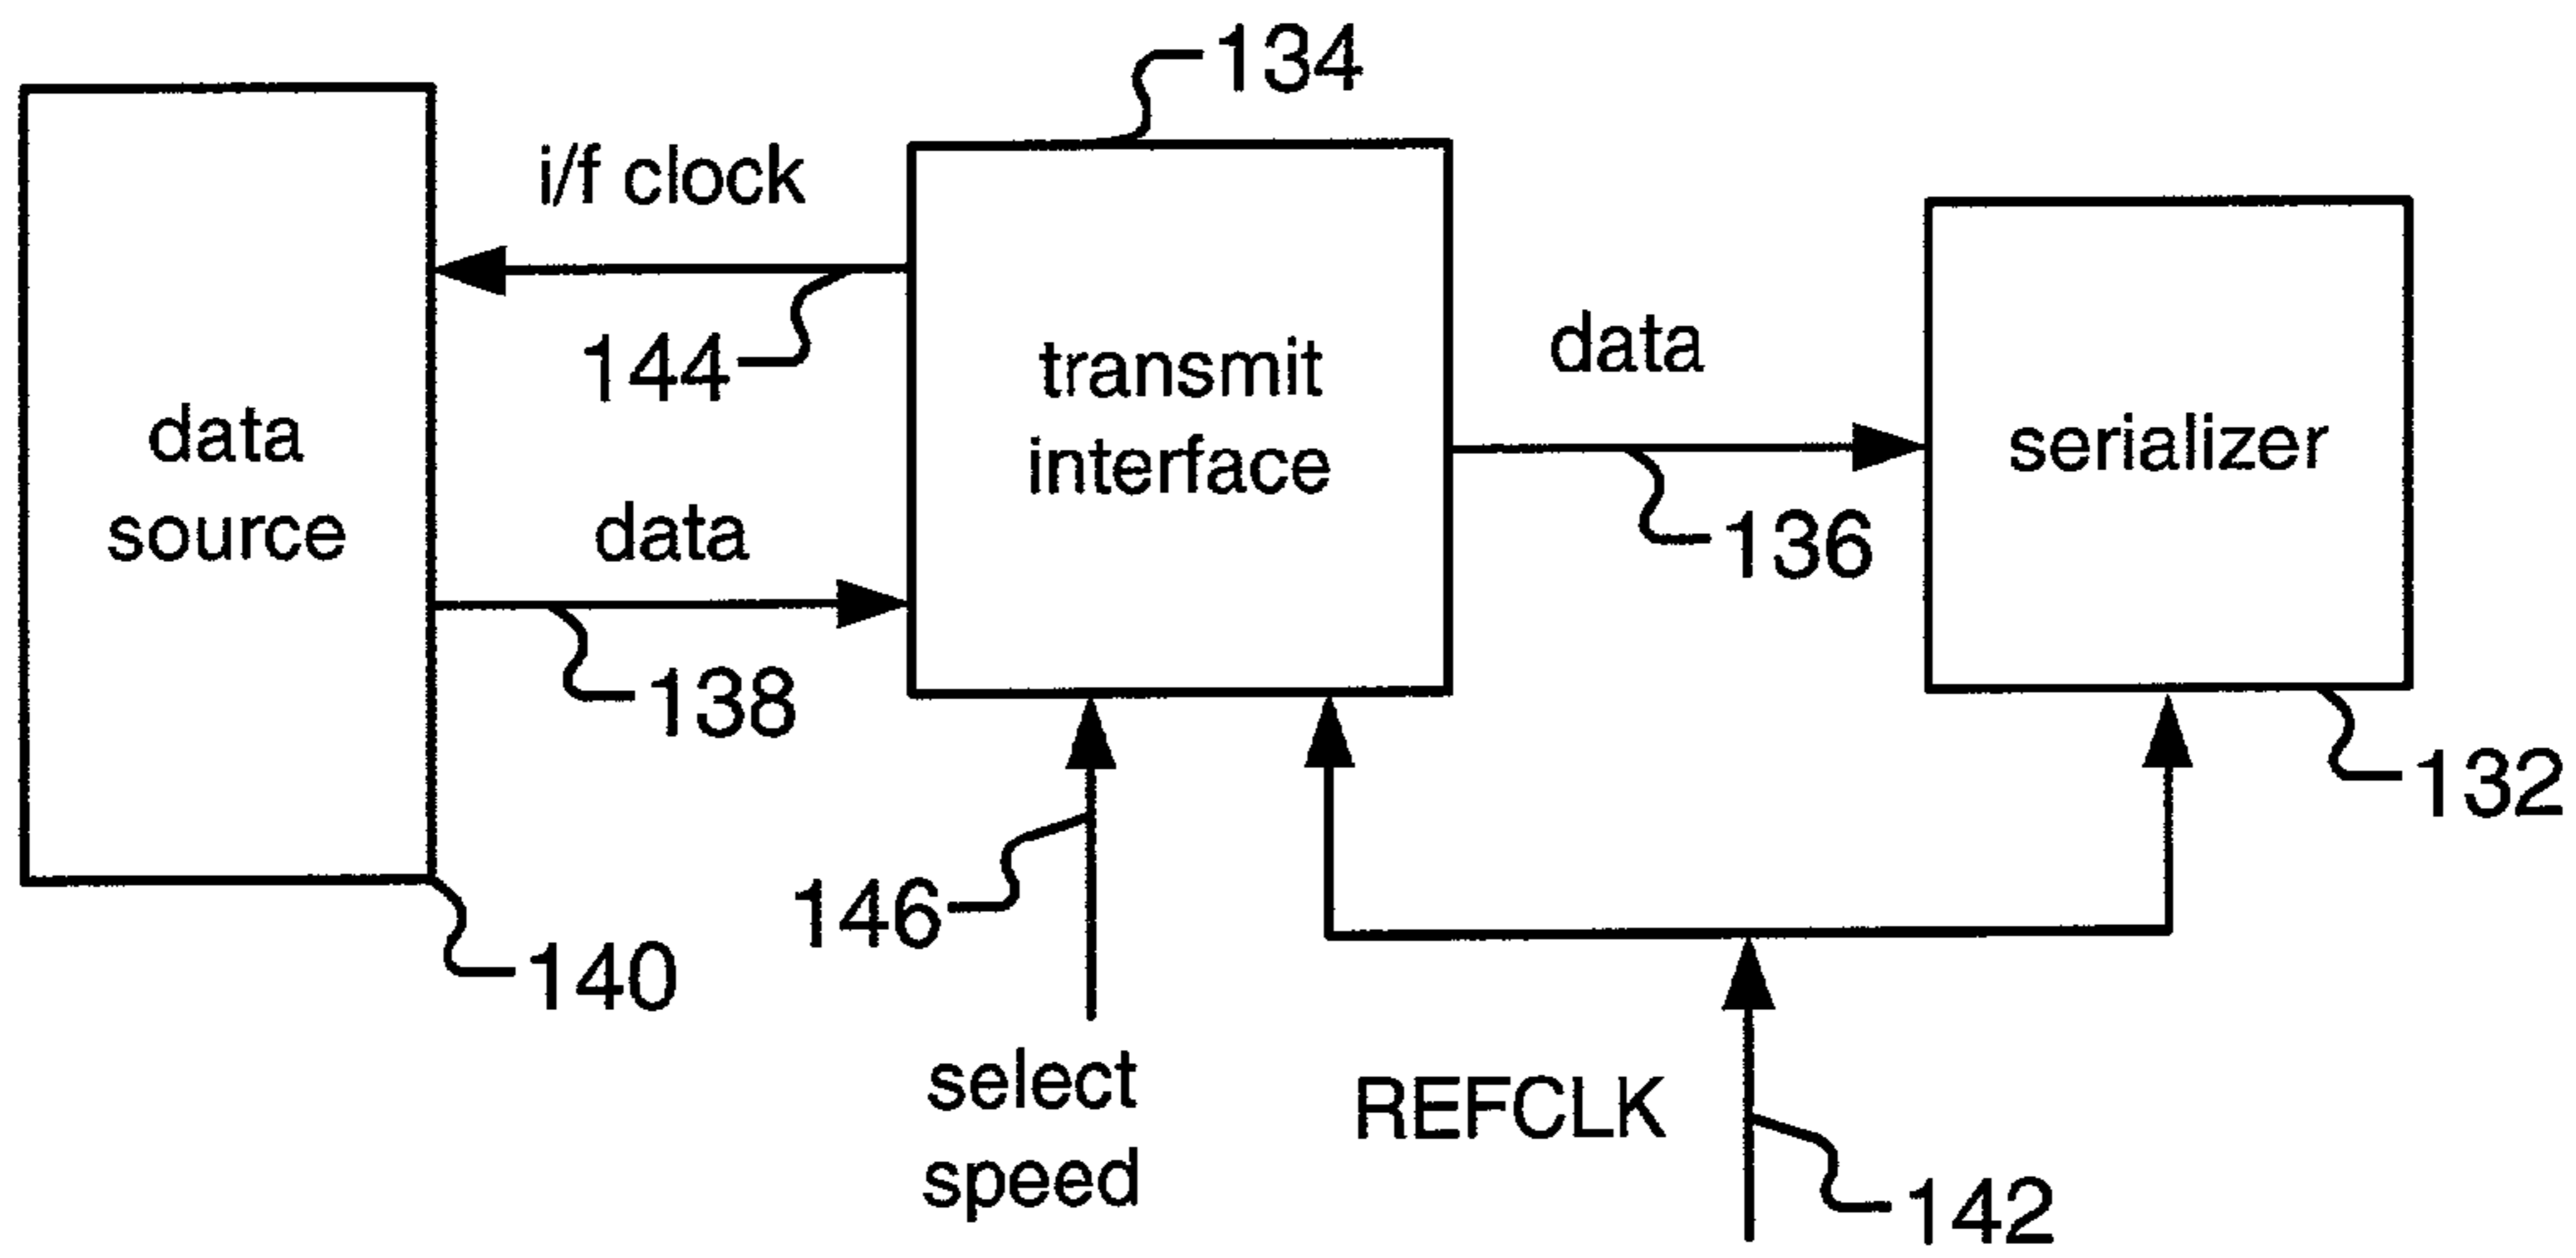 134
i/f clock
144
data
source
data
138
transmit
interface
data
136
serializer
132
140
146
select
speed
REFCLK
142